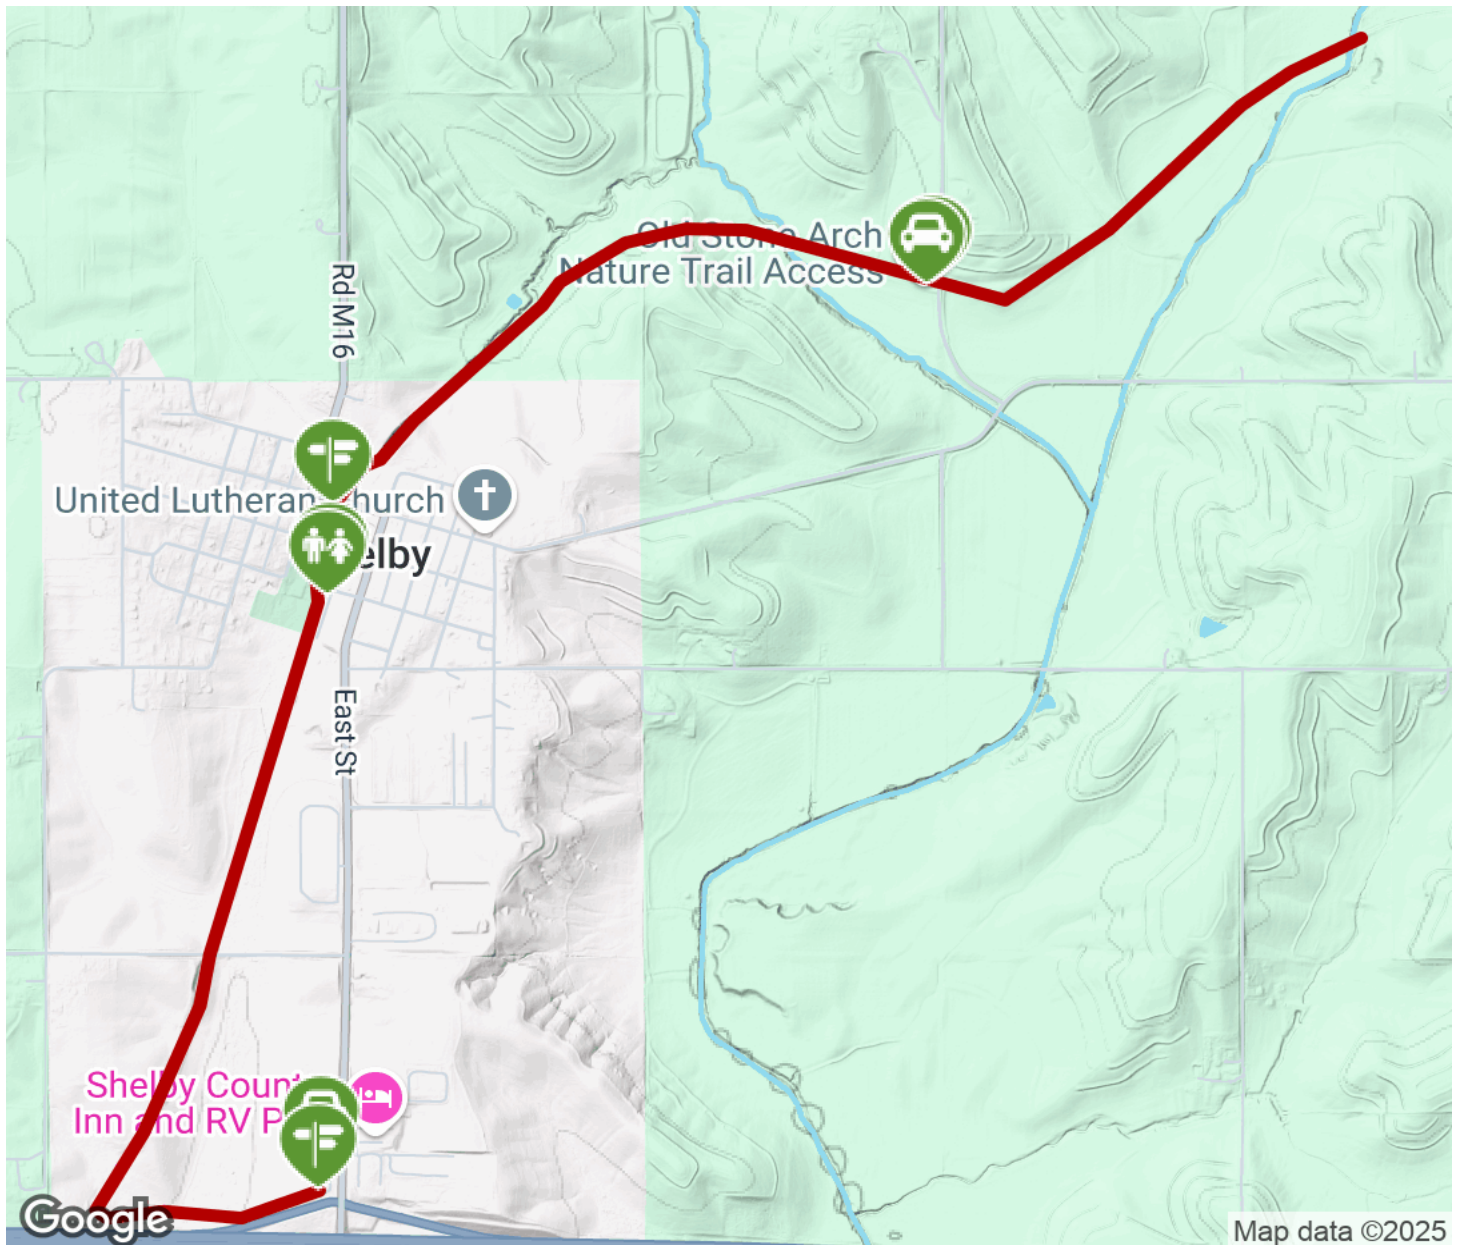 Old Stone Arch
Nature Trail Access
Rd M16
United Lutheran Church
elby
East St
Shelby Count
Inn and RV P
Google
Map data ©2025